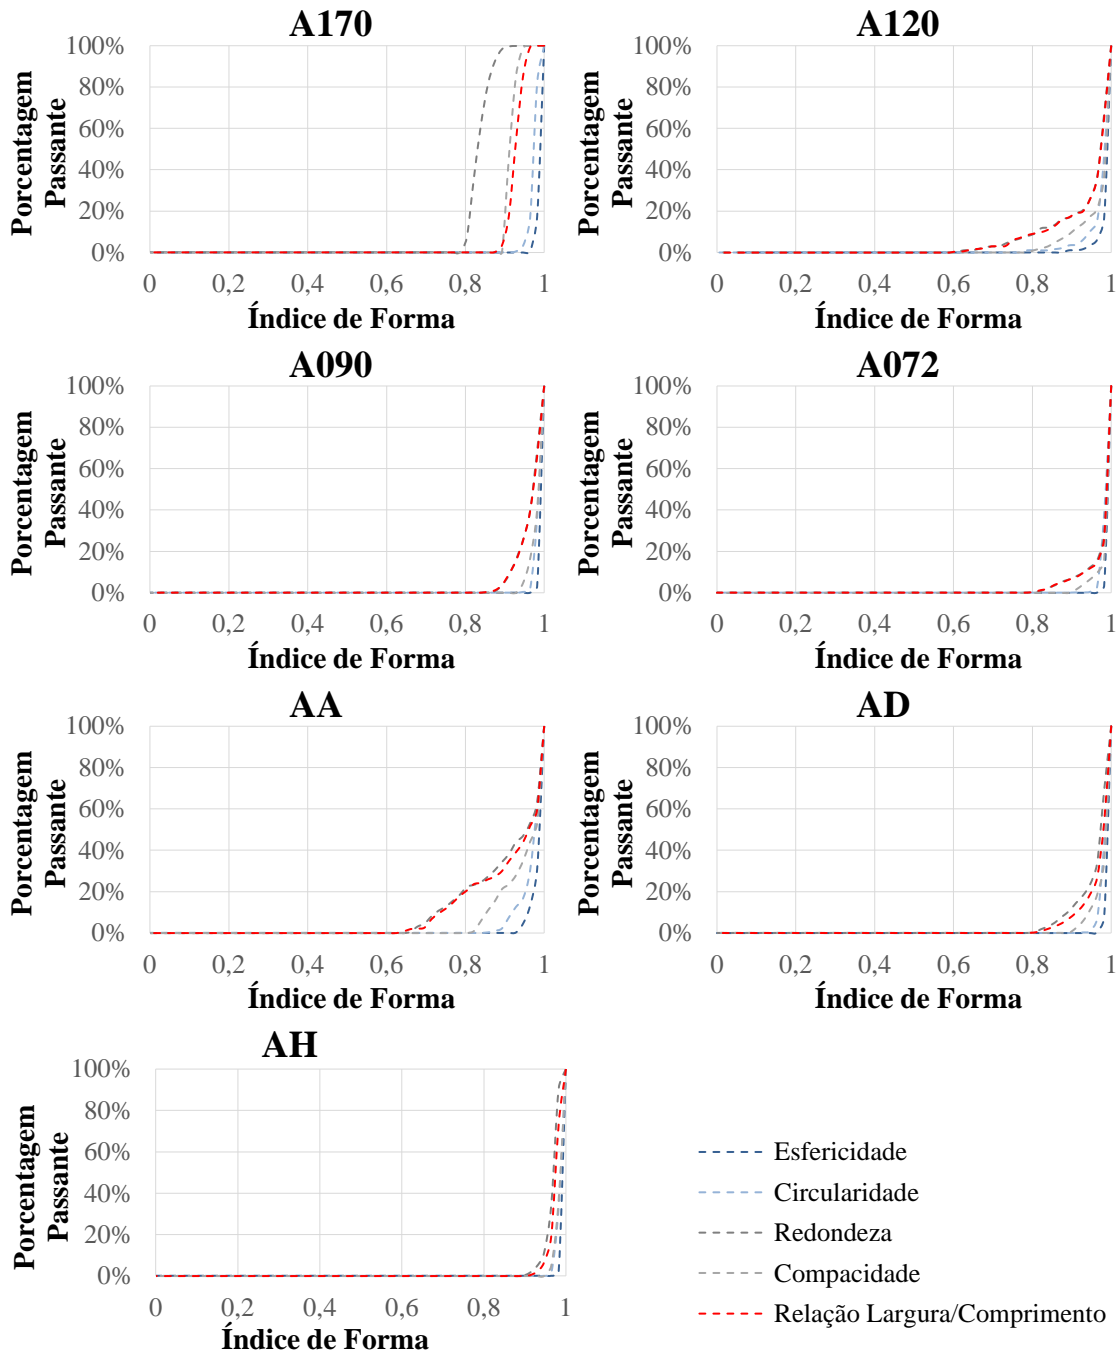 A170
100%
80%
60%
40%
20%
0%
Porcentagem
Passante
0 0,2 0,4 0,6 0,8 1
Índice de Forma
A120
100%
80%
60%
40%
20%
0%
Porcentagem
Passante
0 0,2 0,4 0,6 0,8 1
Índice de Forma
A090
100%
80%
60%
40%
20%
0%
Porcentagem
Passante
0 0,2 0,4 0,6 0,8 1
Índice de Forma
A072
100%
80%
60%
40%
20%
0%
Porcentagem
Passante
0 0,2 0,4 0,6 0,8 1
Índice de Forma
AA
100%
80%
60%
40%
20%
0%
Porcentagem
Passante
0 0,2 0,4 0,6 0,8 1
Índice de Forma
AD
100%
80%
60%
40%
20%
0%
Porcentagem
Passante
0 0,2 0,4 0,6 0,8 1
Índice de Forma
AH
100%
80%
60%
40%
20%
0%
Porcentagem
Passante
0 0,2 0,4 0,6 0,8 1
Índice de Forma
Esfericidade
Circularidade
Redondeza
Compacidade
Relação Largura/Comprimento